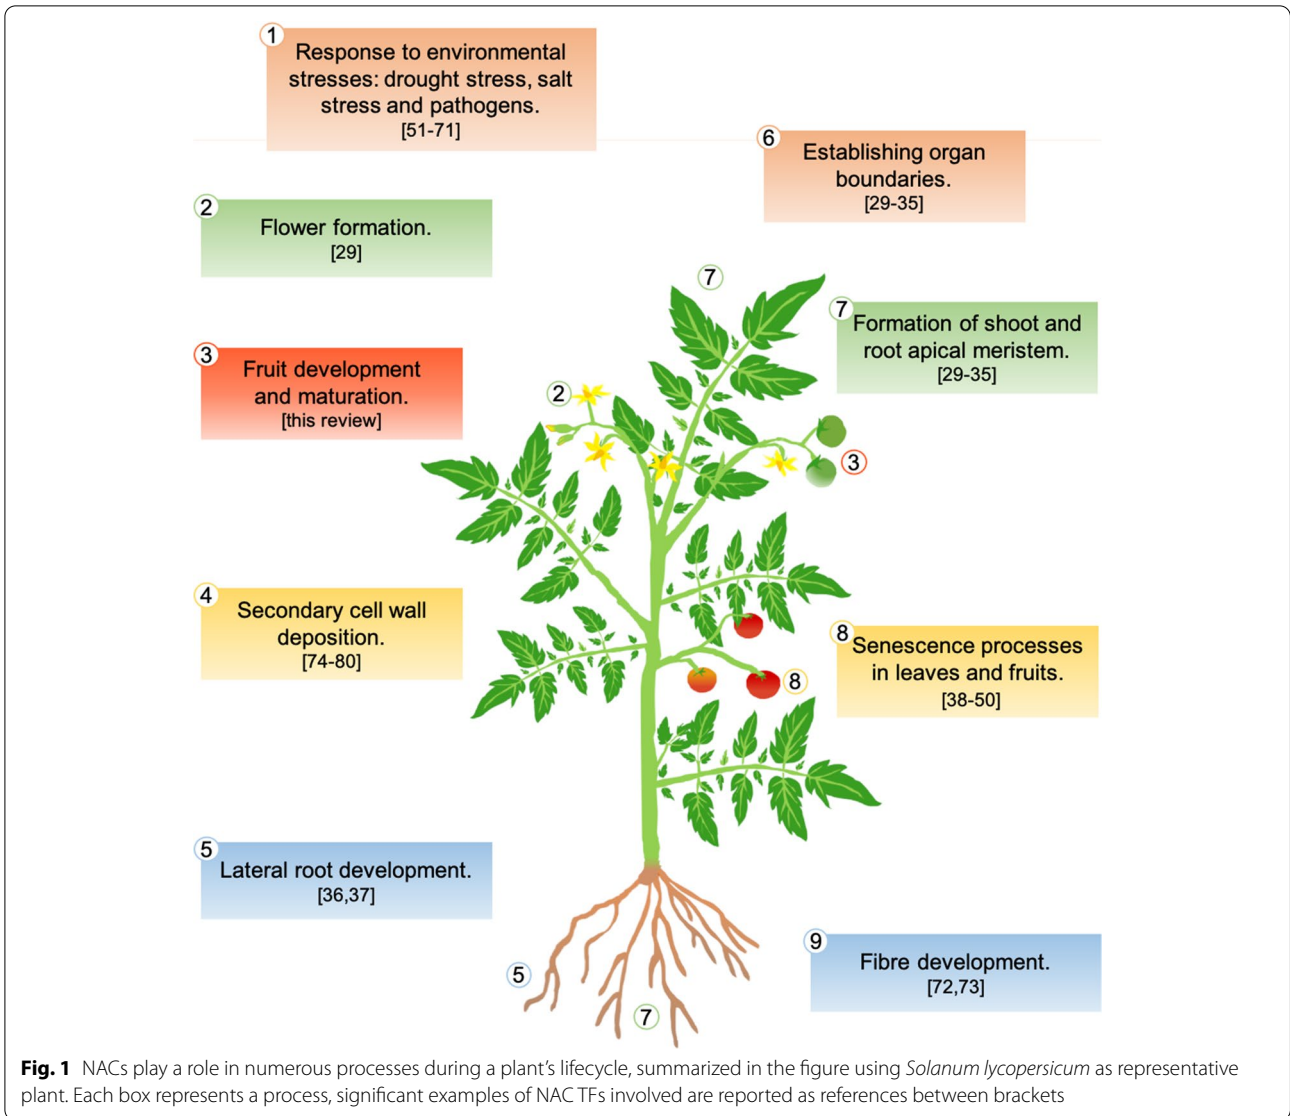 1
Response to environmental
stresses: drought stress, salt
stress and pathogens.
[51-71]
6
Establishing organ
boundaries.
[29-35]
2
Flower formation.
[29]
7
7
Formation of shoot and
root apical meristem.
[29-35]
3
Fruit development
and maturation.
[this review]
2
3
4
Secondary cell wall
deposition.
[74-80]
8
Senescence processes
in leaves and fruits.
[38-50]
8
5
Lateral root development.
[36,37]
9
Fibre development.
[72,73]
5
7
Fig. 1 NACs play a role in numerous processes during a plant’s lifecycle, summarized in the figure using Solanum lycopersicum as representative
plant. Each box represents a process, significant examples of NAC TFs involved are reported as references between brackets